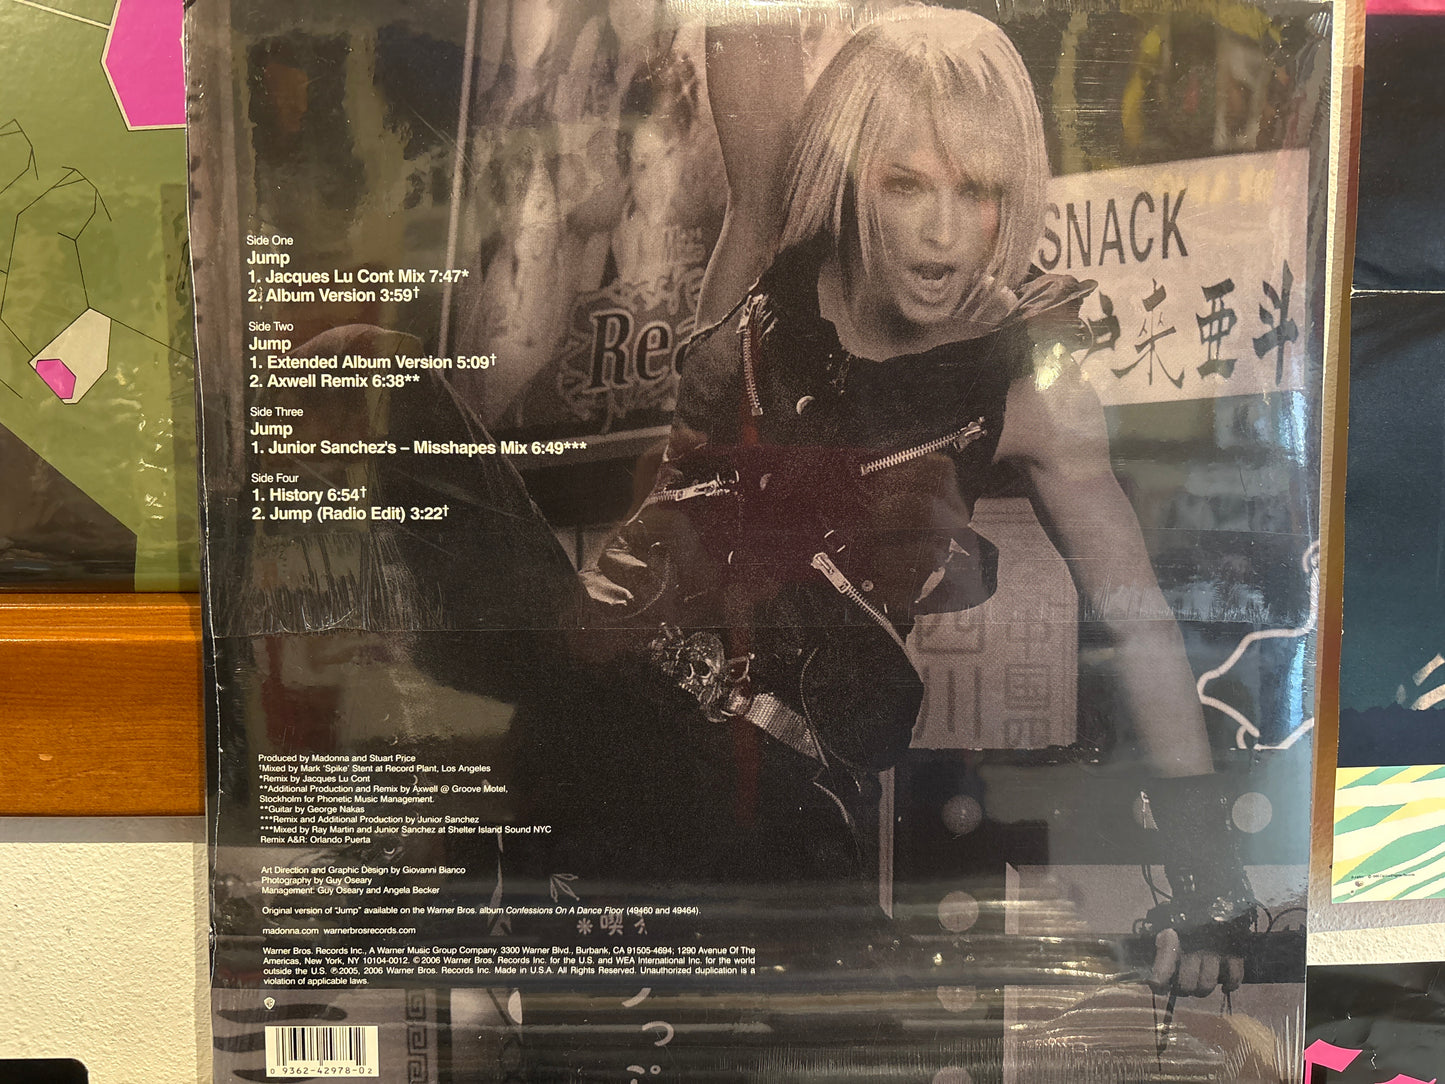 Side One
Jump
1. Jacques Lu Cont Mix 7:47*
2. Album Version 3:59†
Side Two
Jump
1. Extended Album Version 5:09†
2. Axwell Remix 6:38**
Side Three
Jump
1. Junior Sanchez's – Misshapes Mix 6:49***
Side Four
1. History 6:54†
2. Jump (Radio Edit) 3:22†
SNACK
来亜斗
Rea
四川
中国
Produced by Madonna and Stuart Price
†Mixed by Mark 'Spike' Stent at Record Plant, Los Angeles
*Remix by Jacques Lu Cont
**Additional Production and Remix by Axwell @ Groove Motel,
Stockholm for Phonetic Music Management.
**Guitar by George Nakas
***Remix and Additional Production by Junior Sanchez
***Mixed by Ray Martin and Junior Sanchez at Shelter Island Sound NYC
Remix A&R: Orlando Puerta
Art Direction and Graphic Design by Giovanni Bianco
Photography by Guy Oseary
Management: Guy Oseary and Angela Becker
Original version of "Jump" available on the Warner Bros. album Confessions On A Dance Floor (49460 and 49464).
madonna.com warnerbrosrecords.com
Warner Bros. Records Inc., A Warner Music Group Company. 3300 Warner Blvd., Burbank, CA 91505-4694; 1290 Avenue Of The
Americas, New York, NY 10104-0012. ©2006 Warner Bros. Records Inc. for the U.S. and WEA International Inc. for the world
outside the U.S. ℗2005, 2006 Warner Bros. Records Inc. Made in U.S.A. All Rights Reserved. Unauthorized duplication is a
violation of applicable laws.
0 9362-42978-0 2